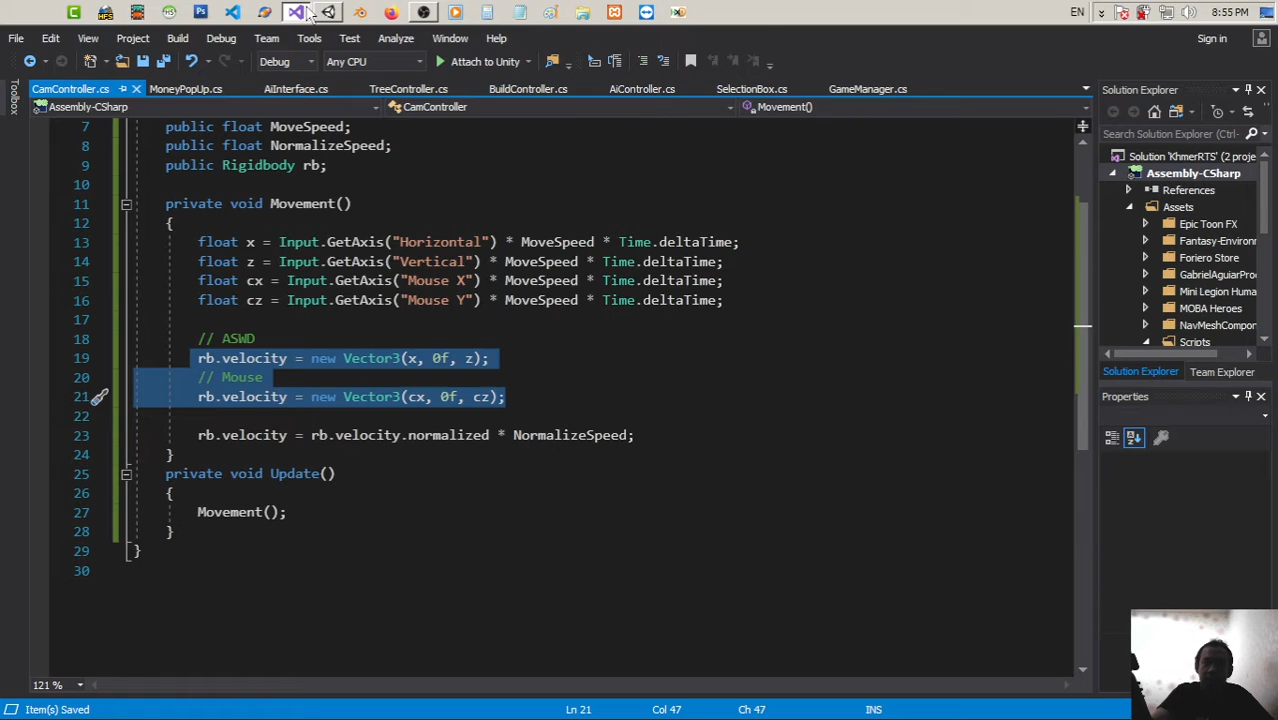 EN
8:55 PM
File Edit View Project Build Debug Team Tools Test Analyze Window Help
Sign in
Debug Any CPU Attach to Unity
Toolbox
CamController.cs MoneyPopUp.cs AiInterface.cs TreeController.cs BuildController.cs AiController.cs SelectionBox.cs GameManager.cs
Assembly-CSharp CamController Movement()
7 public float MoveSpeed;
8 public float NormalizeSpeed;
9 public Rigidbody rb;
10
11 private void Movement()
12 {
13 float x = Input.GetAxis("Horizontal") * MoveSpeed * Time.deltaTime;
14 float z = Input.GetAxis("Vertical") * MoveSpeed * Time.deltaTime;
15 float cx = Input.GetAxis("Mouse X") * MoveSpeed * Time.deltaTime;
16 float cz = Input.GetAxis("Mouse Y") * MoveSpeed * Time.deltaTime;
17
18 // ASWD
19 rb.velocity = new Vector3(x, 0f, z);
20 // Mouse
21 rb.velocity = new Vector3(cx, 0f, cz);
22
23 rb.velocity = rb.velocity.normalized * NormalizeSpeed;
24 }
25 private void Update()
26 {
27 Movement();
28 }
29 }
30
121 %
Solution Explorer
Search Solution Explorer (Ctrl-
Solution 'KhmerRTS' (2 proje
Assembly-CSharp
References
Assets
Epic Toon FX
Fantasy-Environ
Foriero Store
GabrielAguiarProd
Mini Legion Huma
MOBA Heroes
NavMeshCompon
Scripts
Solution Explorer Team Explorer
Properties
Item(s) Saved Ln 21 Col 47 Ch 47 INS